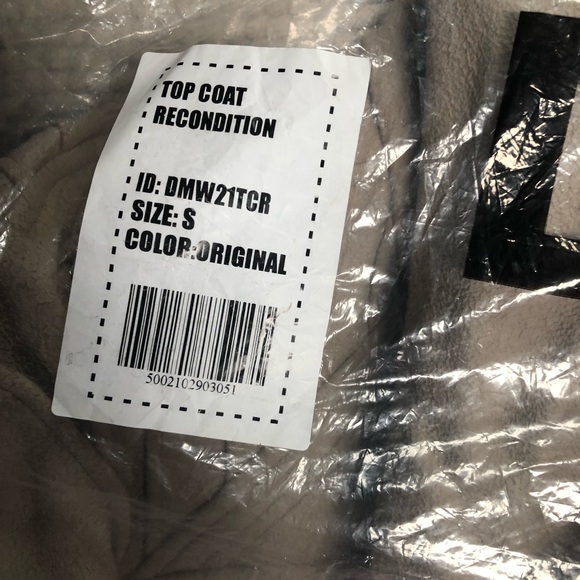 TOP COAT
RECONDITION
ID: DMW21TCR
SIZE: S
COLOR:ORIGINAL
5002102903051